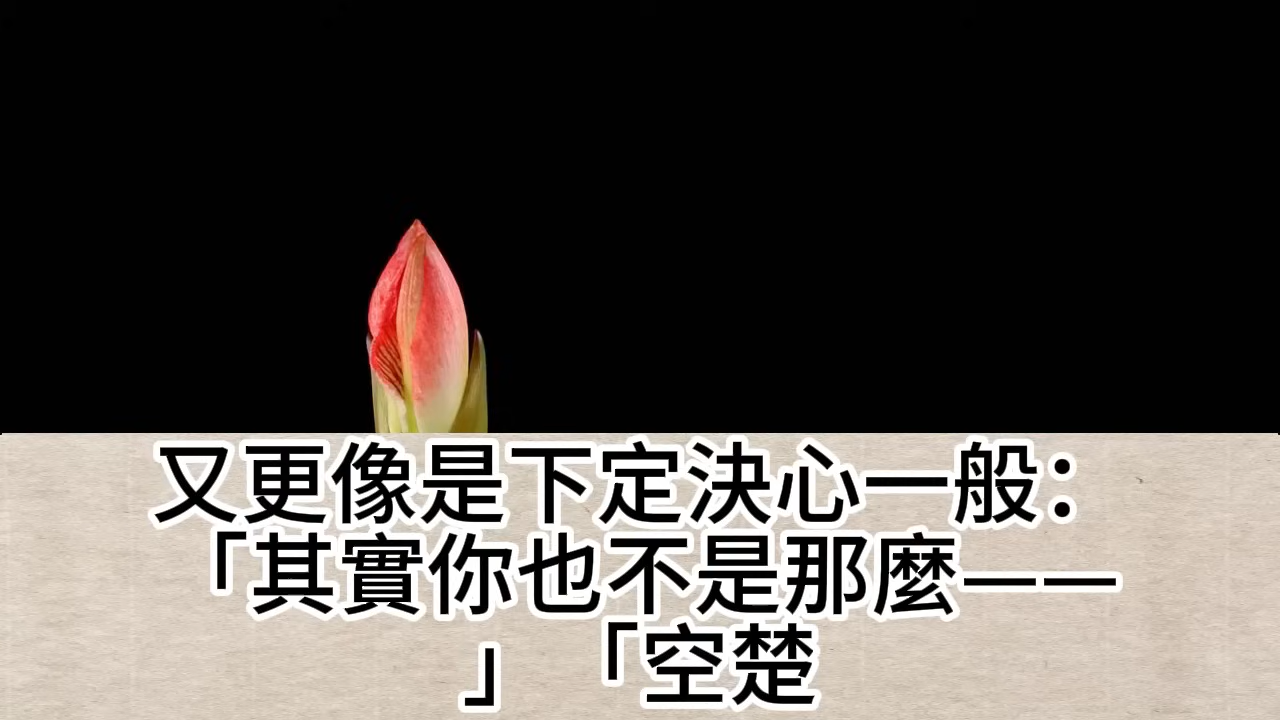 又更像是下定決心一般：
「其實你也不是那麼——
」 「空楚